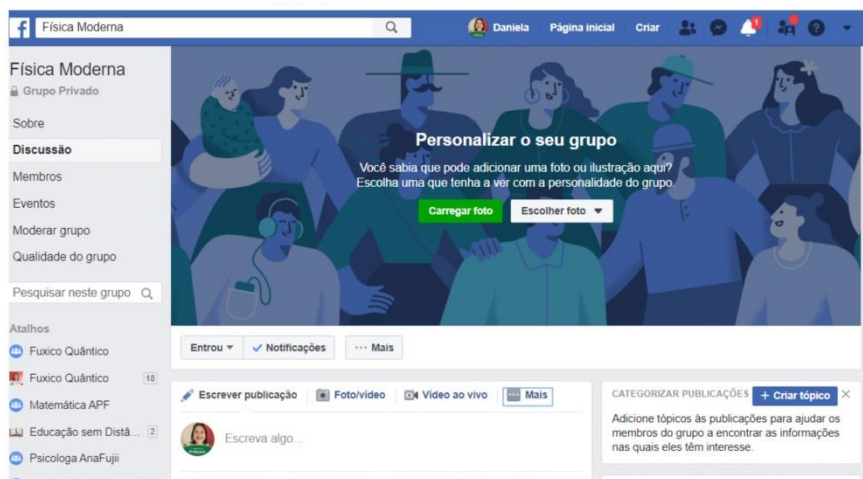 f Física Moderna
Daniela Página inicial Criar 1
Física Moderna
Grupo Privado
Sobre
Discussão
Membros
Eventos
Moderar grupo
Qualidade do grupo
Pesquisar neste grupo
Atalhos
Fuxico Quântico
Fuxico Quântico 18
Matemática APF
Educação sem Distâ... 2
Psicologa AnaFujii
Personalizar o seu grupo
Você sabia que pode adicionar uma foto ou ilustração aqui?
Escolha uma que tenha a ver com a personalidade do grupo.
Carregar foto Escolher foto
Entrou Notificações ··· Mais
Escrever publicação Foto/vídeo Vídeo ao vivo Mais
Escreva algo...
CATEGORIZAR PUBLICAÇÕES + Criar tópico
Adicione tópicos às publicações para ajudar os
membros do grupo a encontrar as informações
nas quais eles têm interesse.